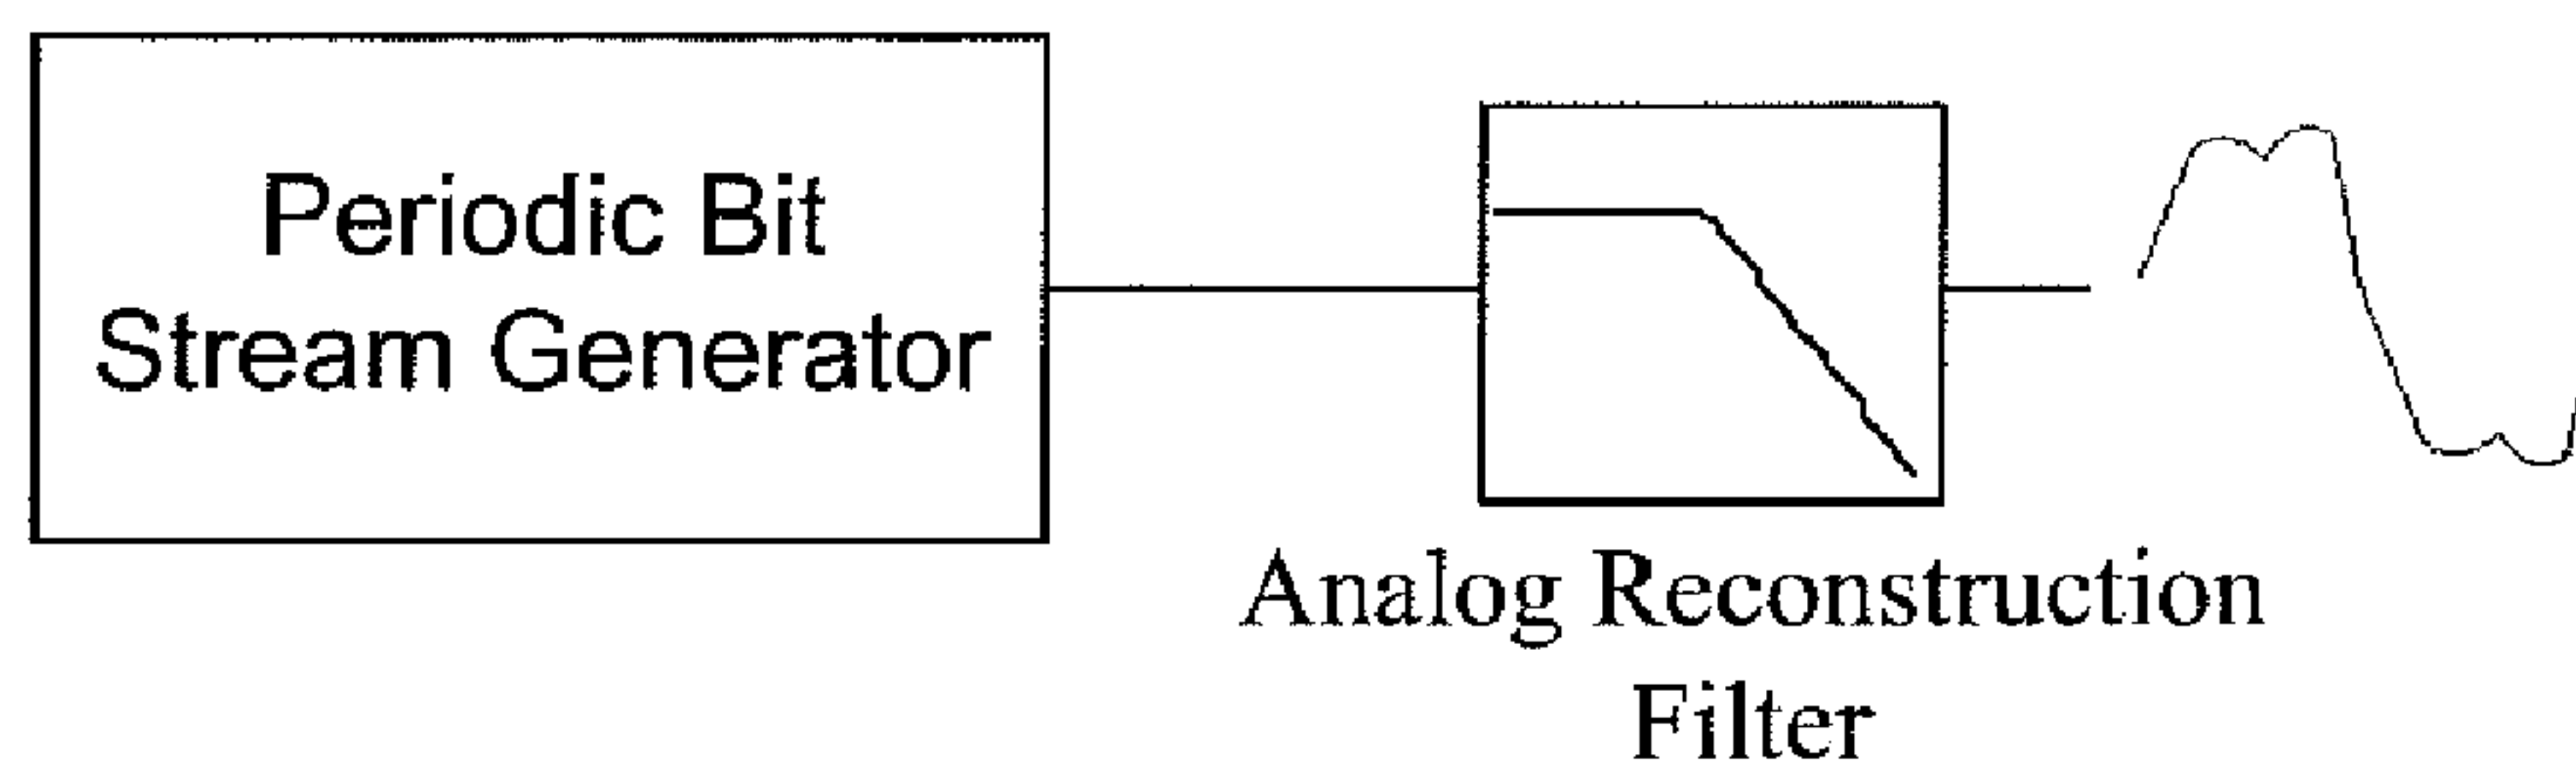 Periodic Bit
Stream Generator
Analog Reconstruction
Filter